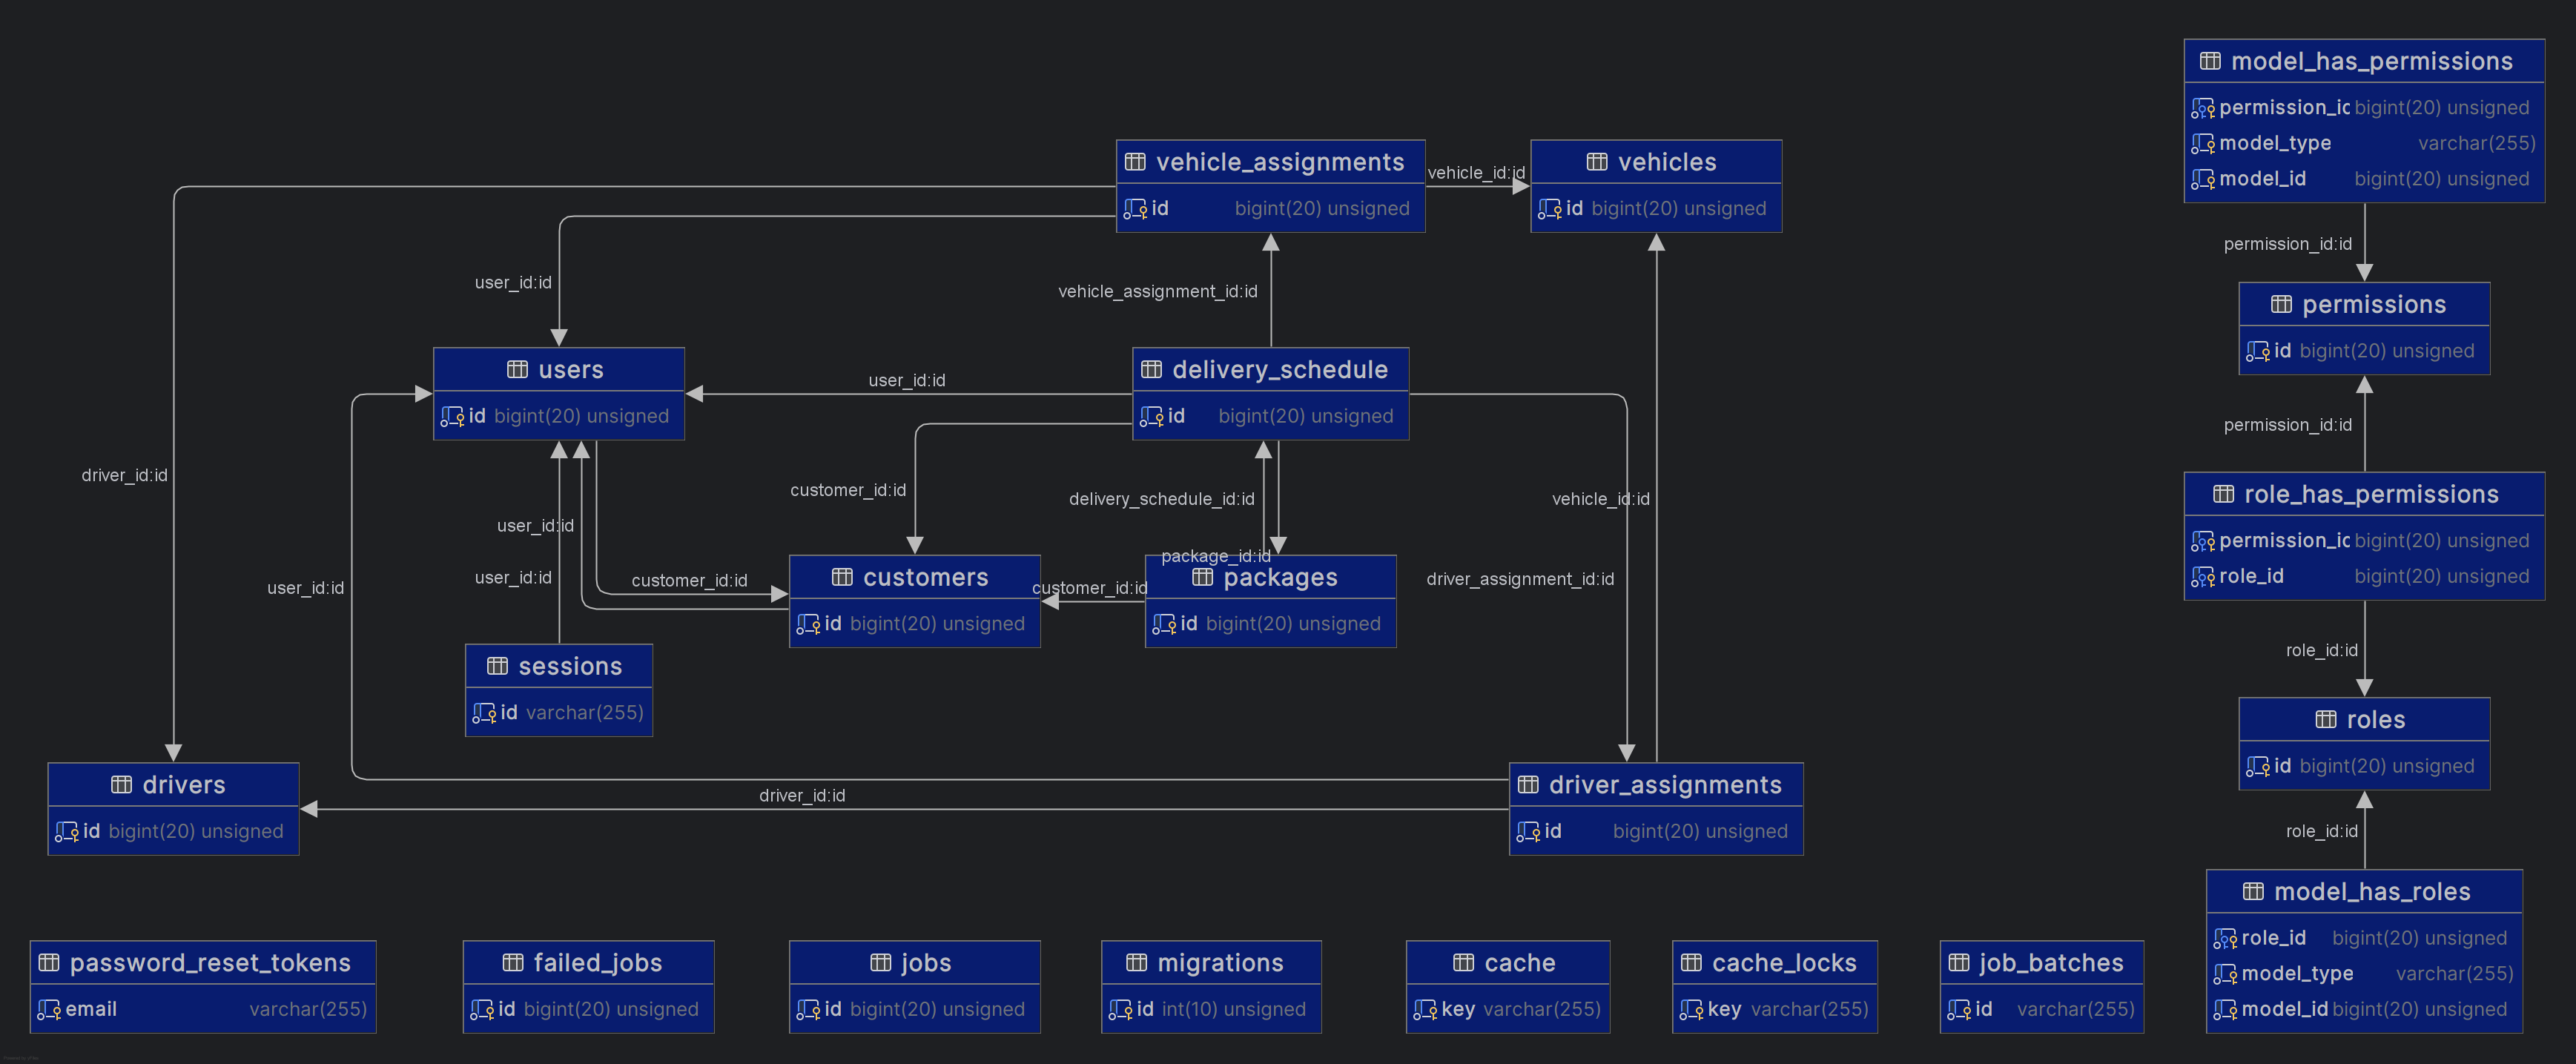 model_has_permissions
permission_ic bigint(20) unsigned
model_type varchar(255)
model_id bigint(20) unsigned
vehicle_assignments
id bigint(20) unsigned
vehicle_id:id
vehicles
id bigint(20) unsigned
permission_id:id
user_id:id
vehicle_assignment_id:id
permissions
id bigint(20) unsigned
users
id bigint(20) unsigned
user_id:id
delivery_schedule
id bigint(20) unsigned
permission_id:id
driver_id:id
customer_id:id
delivery_schedule_id:id
vehicle_id:id
role_has_permissions
permission_ic bigint(20) unsigned
role_id bigint(20) unsigned
user_id:id
package_id:id
user_id:id
customer_id:id
customers
id bigint(20) unsigned
customer_id:id
packages
id bigint(20) unsigned
driver_assignment_id:id
user_id:id
role_id:id
sessions
id varchar(255)
roles
id bigint(20) unsigned
drivers
id bigint(20) unsigned
driver_id:id
driver_assignments
id bigint(20) unsigned
role_id:id
model_has_roles
role_id bigint(20) unsigned
model_type varchar(255)
model_id bigint(20) unsigned
password_reset_tokens
email varchar(255)
failed_jobs
id bigint(20) unsigned
jobs
id bigint(20) unsigned
migrations
id int(10) unsigned
cache
key varchar(255)
cache_locks
key varchar(255)
job_batches
id varchar(255)